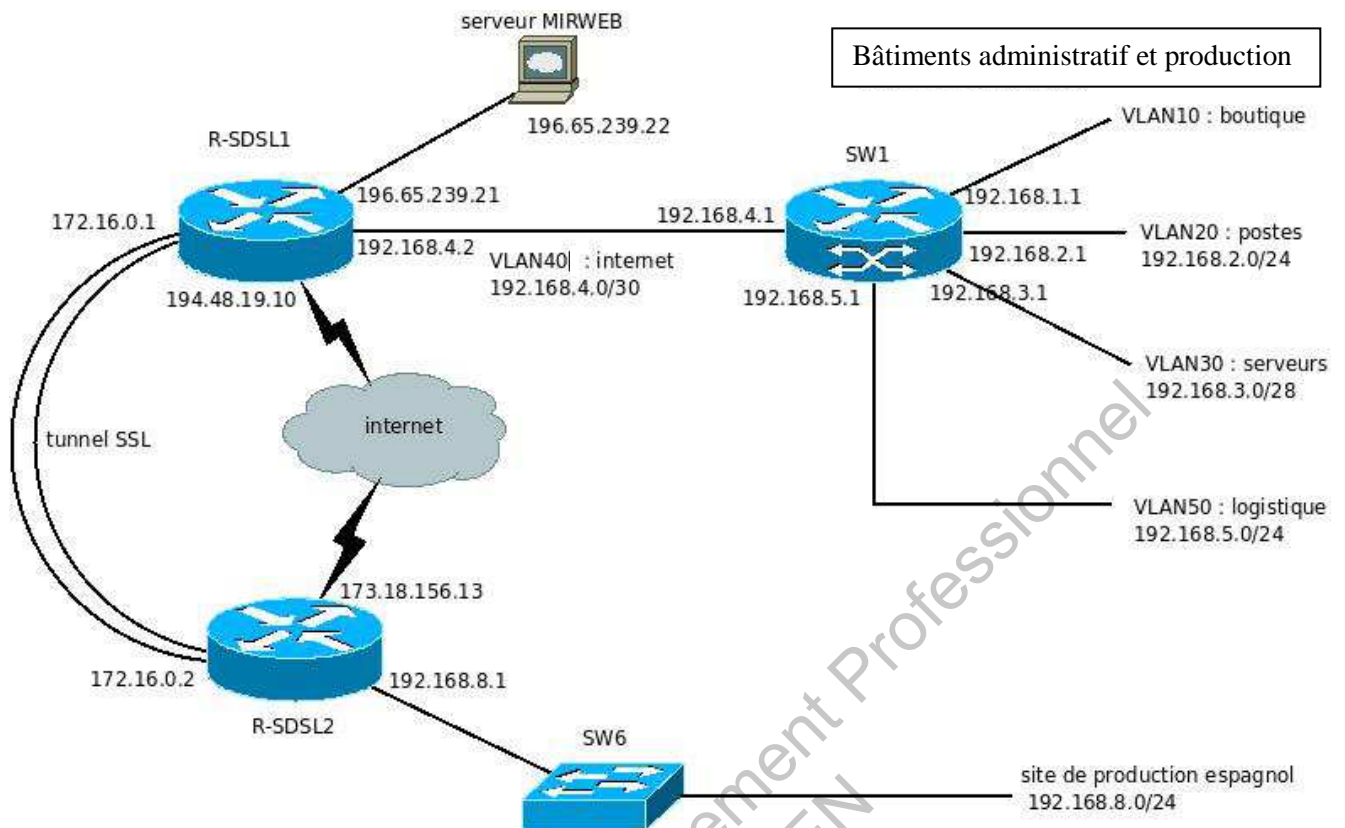 serveur MIRWEB
Bâtiments administratif et production
196.65.239.22
VLAN10 : boutique
R-SDSL1
SW1
196.65.239.21
192.168.1.1
172.16.0.1
192.168.4.1
192.168.4.2
VLAN40 : internet
192.168.4.0/30
192.168.2.1
VLAN20 : postes
192.168.2.0/24
194.48.19.10
192.168.5.1
192.168.3.1
VLAN30 : serveurs
192.168.3.0/28
internet
tunnel SSL
VLAN50 : logistique
192.168.5.0/24
173.18.156.13
172.16.0.2
192.168.8.1
R-SDSL2
SW6
site de production espagnol
192.168.8.0/24
ement Professionnel
EN